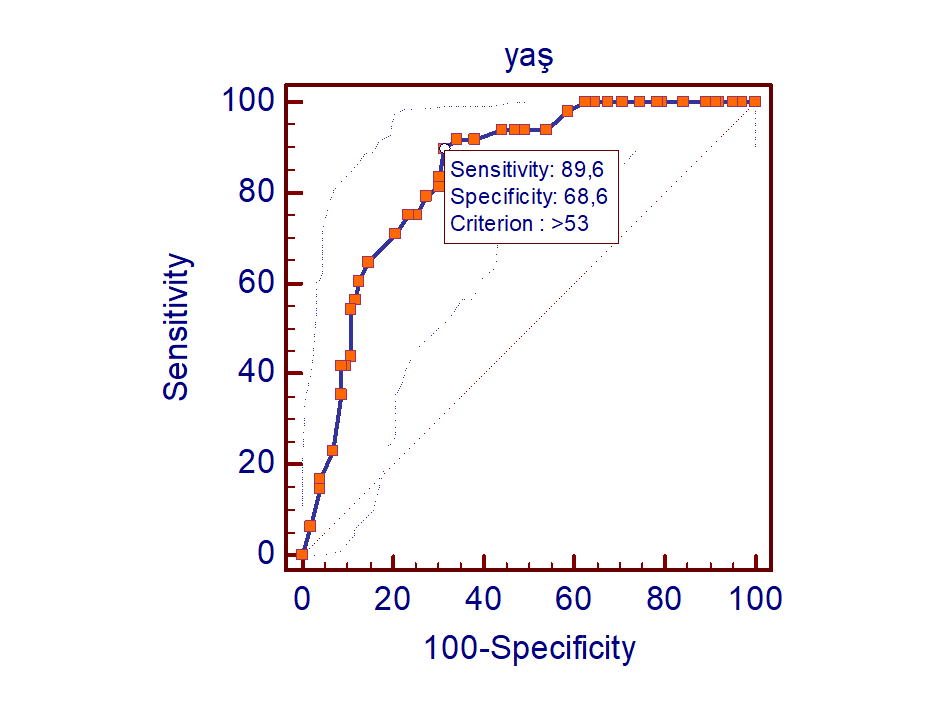 yaş
100
80
60
40
20
0
Sensitivity
Sensitivity: 89,6
Specificity: 68,6
Criterion : >53
0 20 40 60 80 100
100-Specificity